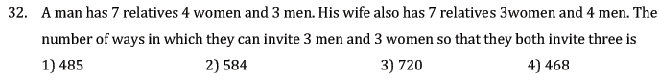 32. A man has 7 relatives 4 women and 3 men. His wife also has 7 relatives 3women and 4 men. The
number of ways in which they can invite 3 men and 3 women so that they both invite three is
1) 485 2) 584 3) 720 4) 468